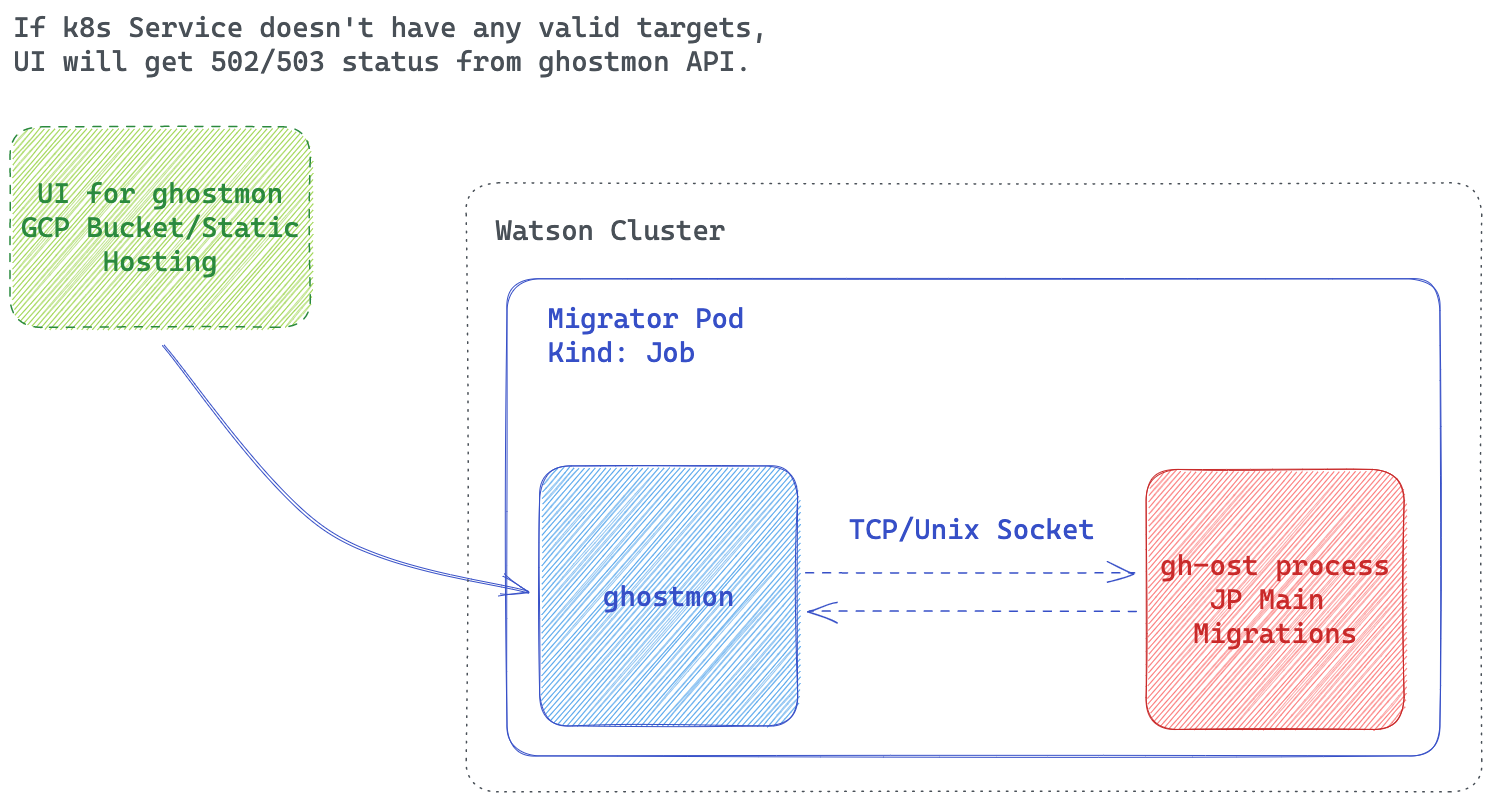 If k8s Service doesn't have any valid targets,
UI will get 502/503 status from ghostmon API.
UI for ghostmon
GCP Bucket/Static
Hosting
Watson Cluster
Migrator Pod
Kind: Job
ghostmon
TCP/Unix Socket
gh-ost process
JP Main
Migrations